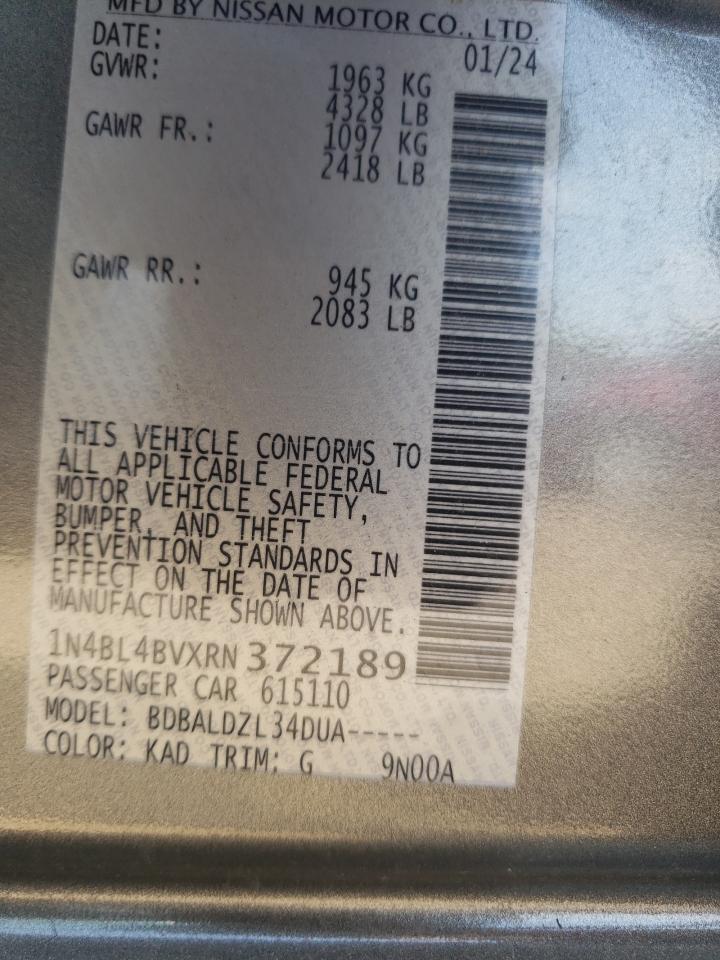 MFD BY NISSAN MOTOR CO., LTD.
DATE: 01/24
GVWR: 1963 KG
4328 LB
GAWR FR.: 1097 KG
2418 LB
GAWR RR.: 945 KG
2083 LB
THIS VEHICLE CONFORMS TO
ALL APPLICABLE FEDERAL
MOTOR VEHICLE SAFETY,
BUMPER, AND THEFT
PREVENTION STANDARDS IN
EFFECT ON THE DATE OF
MANUFACTURE SHOWN ABOVE.
1N4BL4BVXRN 372189
PASSENGER CAR 615110
MODEL: BDBALDZL34DUA-----
COLOR: KAD TRIM: G 9N00A